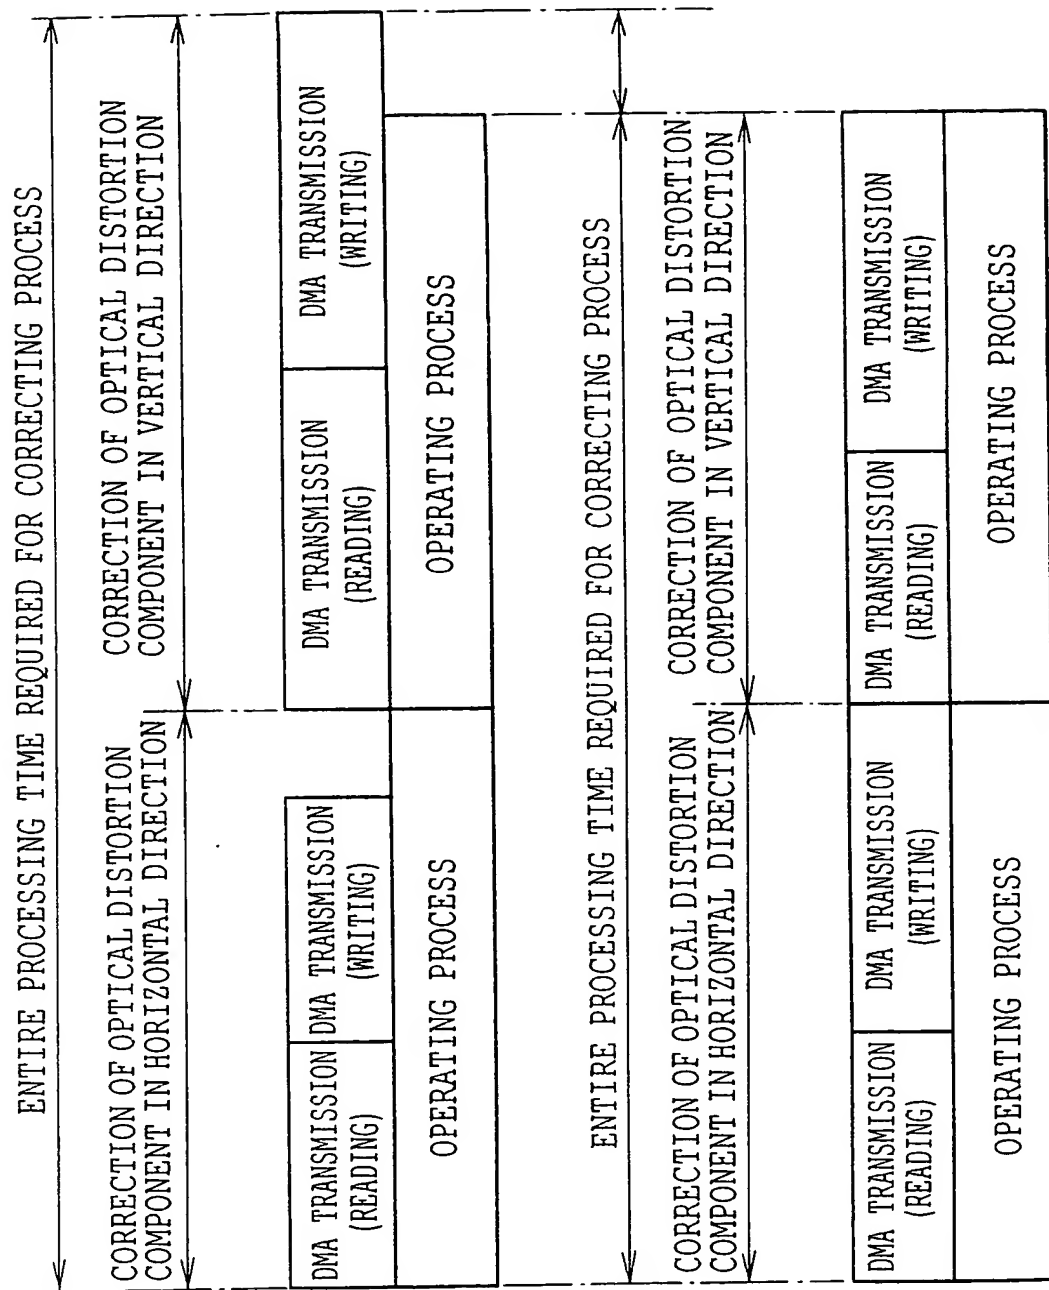 ENTIRE PROCESSING TIME REQUIRED FOR CORRECTING PROCESS
CORRECTION OF OPTICAL DISTORTION
COMPONENT IN HORIZONTAL DIRECTION
CORRECTION OF OPTICAL DISTORTION
COMPONENT IN VERTICAL DIRECTION
DMA TRANSMISSION
(READING)
DMA TRANSMISSION
(WRITING)
DMA TRANSMISSION
(READING)
DMA TRANSMISSION
(WRITING)
OPERATING PROCESS
OPERATING PROCESS
ENTIRE PROCESSING TIME REQUIRED FOR CORRECTING PROCESS
CORRECTION OF OPTICAL DISTORTION
COMPONENT IN HORIZONTAL DIRECTION
CORRECTION OF OPTICAL DISTORTION
COMPONENT IN VERTICAL DIRECTION
DMA TRANSMISSION
(READING)
DMA TRANSMISSION
(WRITING)
DMA TRANSMISSION
(READING)
DMA TRANSMISSION
(WRITING)
OPERATING PROCESS
OPERATING PROCESS